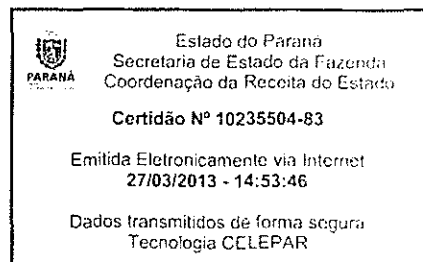 Estado do Paraná
Secretaria de Estado da Fazenda
Coordenação da Receita do Estado
PARANÁ
Certidão Nº 10235504-83
Emitida Eletronicamente via Internet
27/03/2013 - 14:53:46
Dados transmitidos de forma segura
Tecnologia CELEPAR